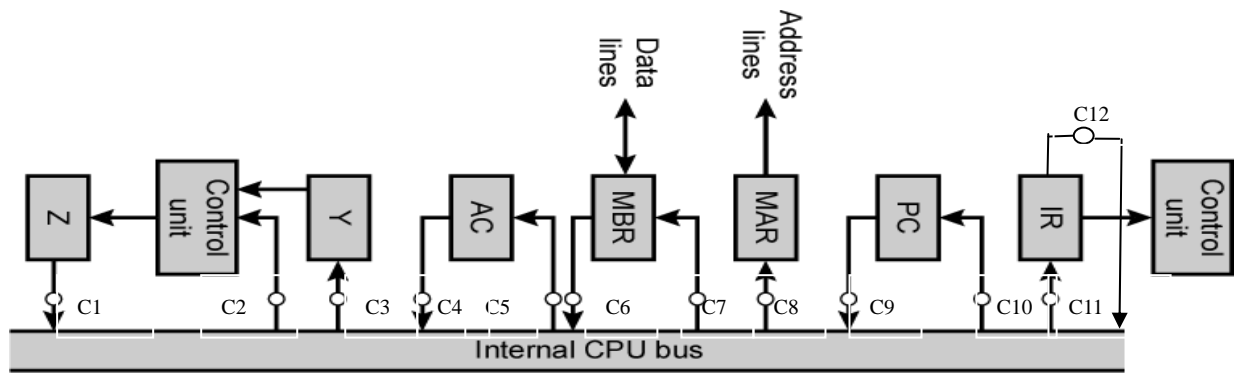 Data
lines
Address
lines
C12
Z
Control
unit
Y
AC
MBR
MAR
PC
IR
Control
unit
C1
C2
C3
C4
C5
C6
C7
C8
C9
C10
C11
Internal CPU bus